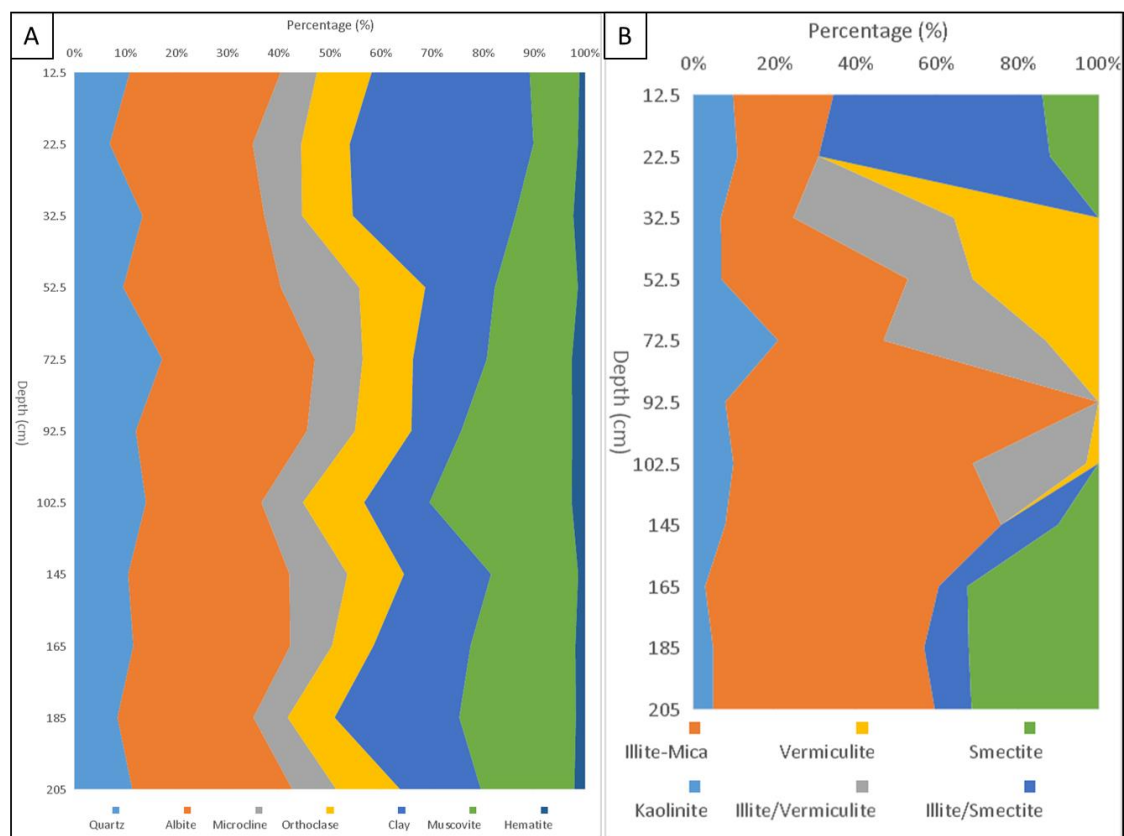 A
Percentage (%)
0% 10% 20% 30% 40% 50% 60% 70% 80% 90% 100%
12.5
22.5
32.5
52.5
72.5
92.5
102.5
145
165
185
205
Depth (cm)
Quartz Albite Microcline Orthoclase Clay Muscovite Hematite
B
Percentage (%)
0% 20% 40% 60% 80% 100%
12.5
22.5
32.5
52.5
72.5
92.5
102.5
145
165
185
205
Depth (cm)
Illite-Mica Vermiculite Smectite
Kaolinite Illite/Vermiculite Illite/Smectite